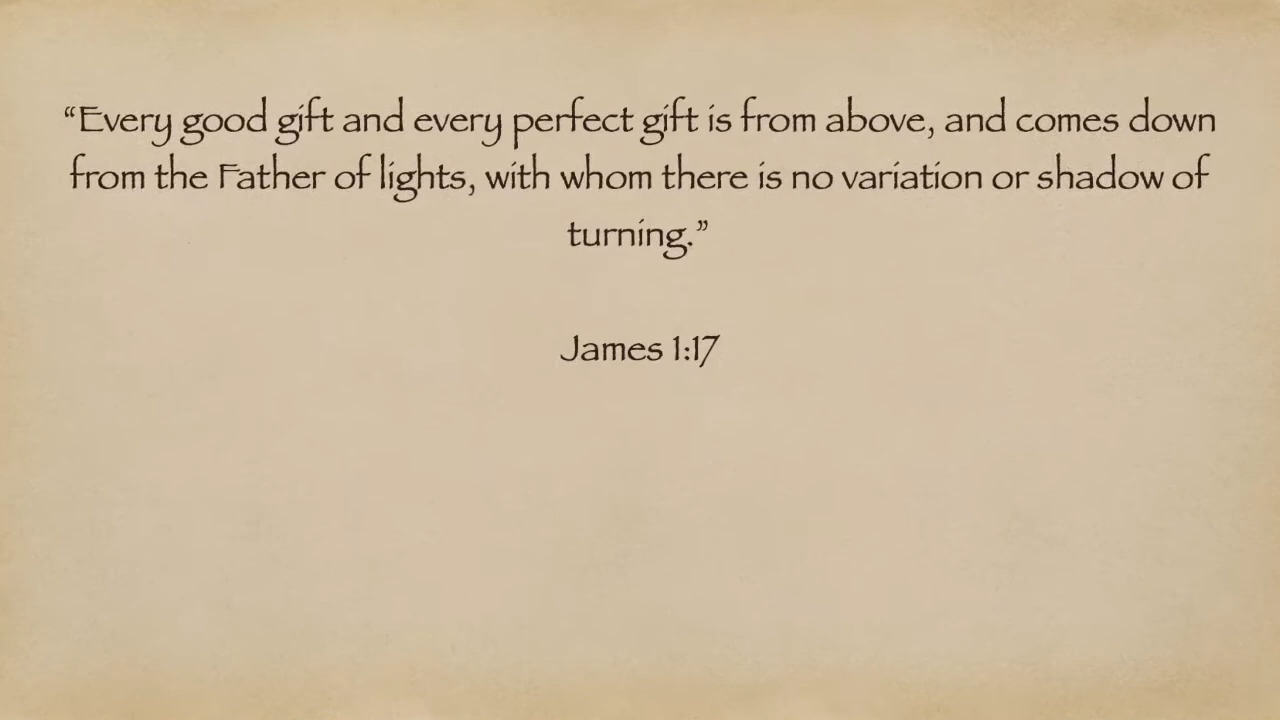 “Every good gift and every perfect gift is from above, and comes down
from the Father of lights, with whom there is no variation or shadow of
turning.”
James 1:17